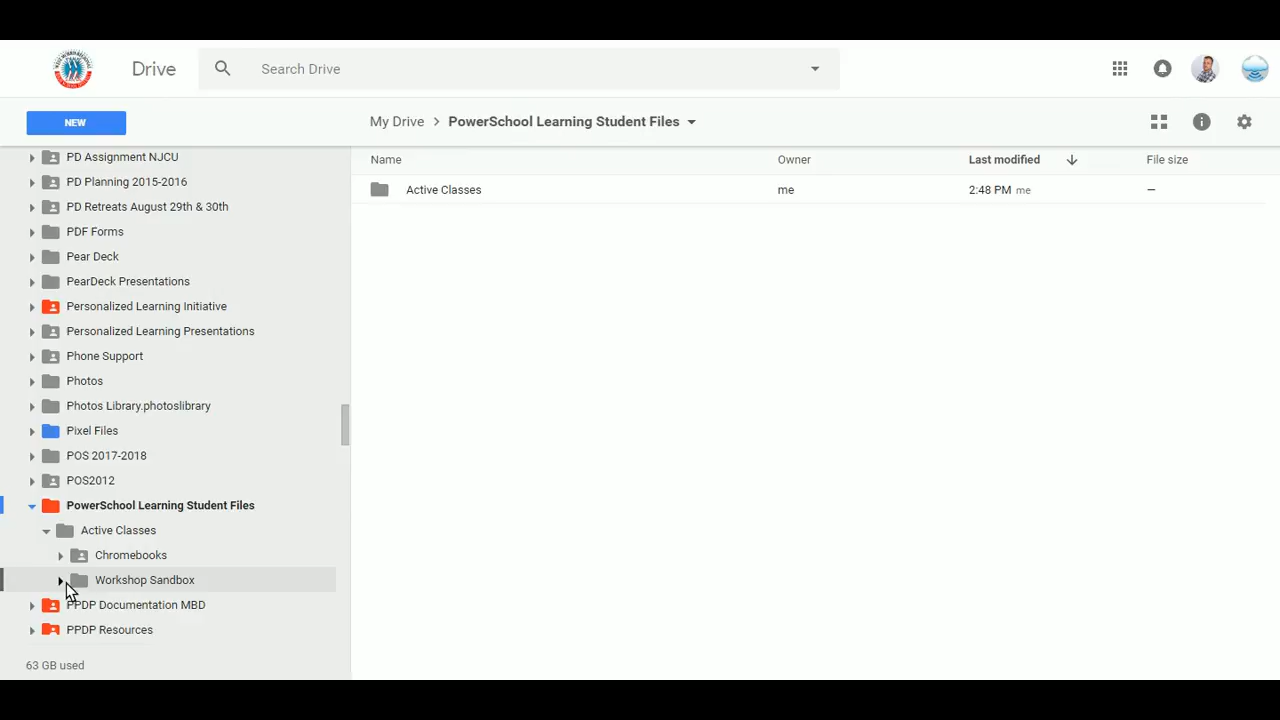 Drive
Search Drive
NEW
My Drive > PowerSchool Learning Student Files
PD Assignment NJCU
PD Planning 2015-2016
PD Retreats August 29th & 30th
PDF Forms
Pear Deck
PearDeck Presentations
Personalized Learning Initiative
Personalized Learning Presentations
Phone Support
Photos
Photos Library.photoslibrary
Pixel Files
POS 2017-2018
POS2012
PowerSchool Learning Student Files
Active Classes
Chromebooks
Workshop Sandbox
PPDP Documentation MBD
PPDP Resources
63 GB used
Name Owner Last modified File size
Active Classes me 2:48 PM me —